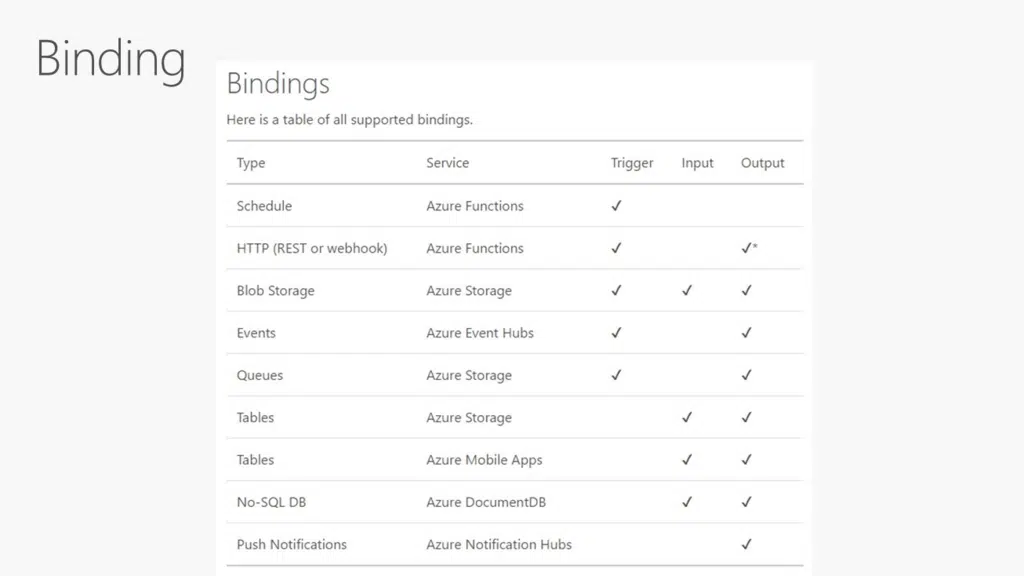 Binding
Bindings
Here is a table of all supported bindings.
Type Service Trigger Input Output
Schedule Azure Functions ✓
HTTP (REST or webhook) Azure Functions ✓ ✓*
Blob Storage Azure Storage ✓ ✓ ✓
Events Azure Event Hubs ✓ ✓
Queues Azure Storage ✓ ✓
Tables Azure Storage ✓ ✓
Tables Azure Mobile Apps ✓ ✓
No-SQL DB Azure DocumentDB ✓ ✓
Push Notifications Azure Notification Hubs ✓